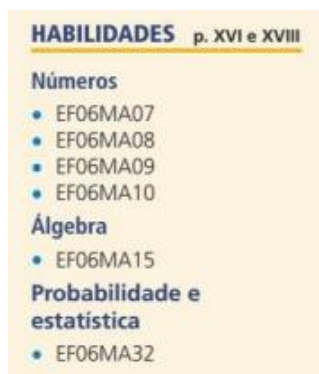 HABILIDADES p. XVI e XVIII
Números
• EF06MA07
• EF06MA08
• EF06MA09
• EF06MA10
Álgebra
• EF06MA15
Probabilidade e
estatística
• EF06MA32